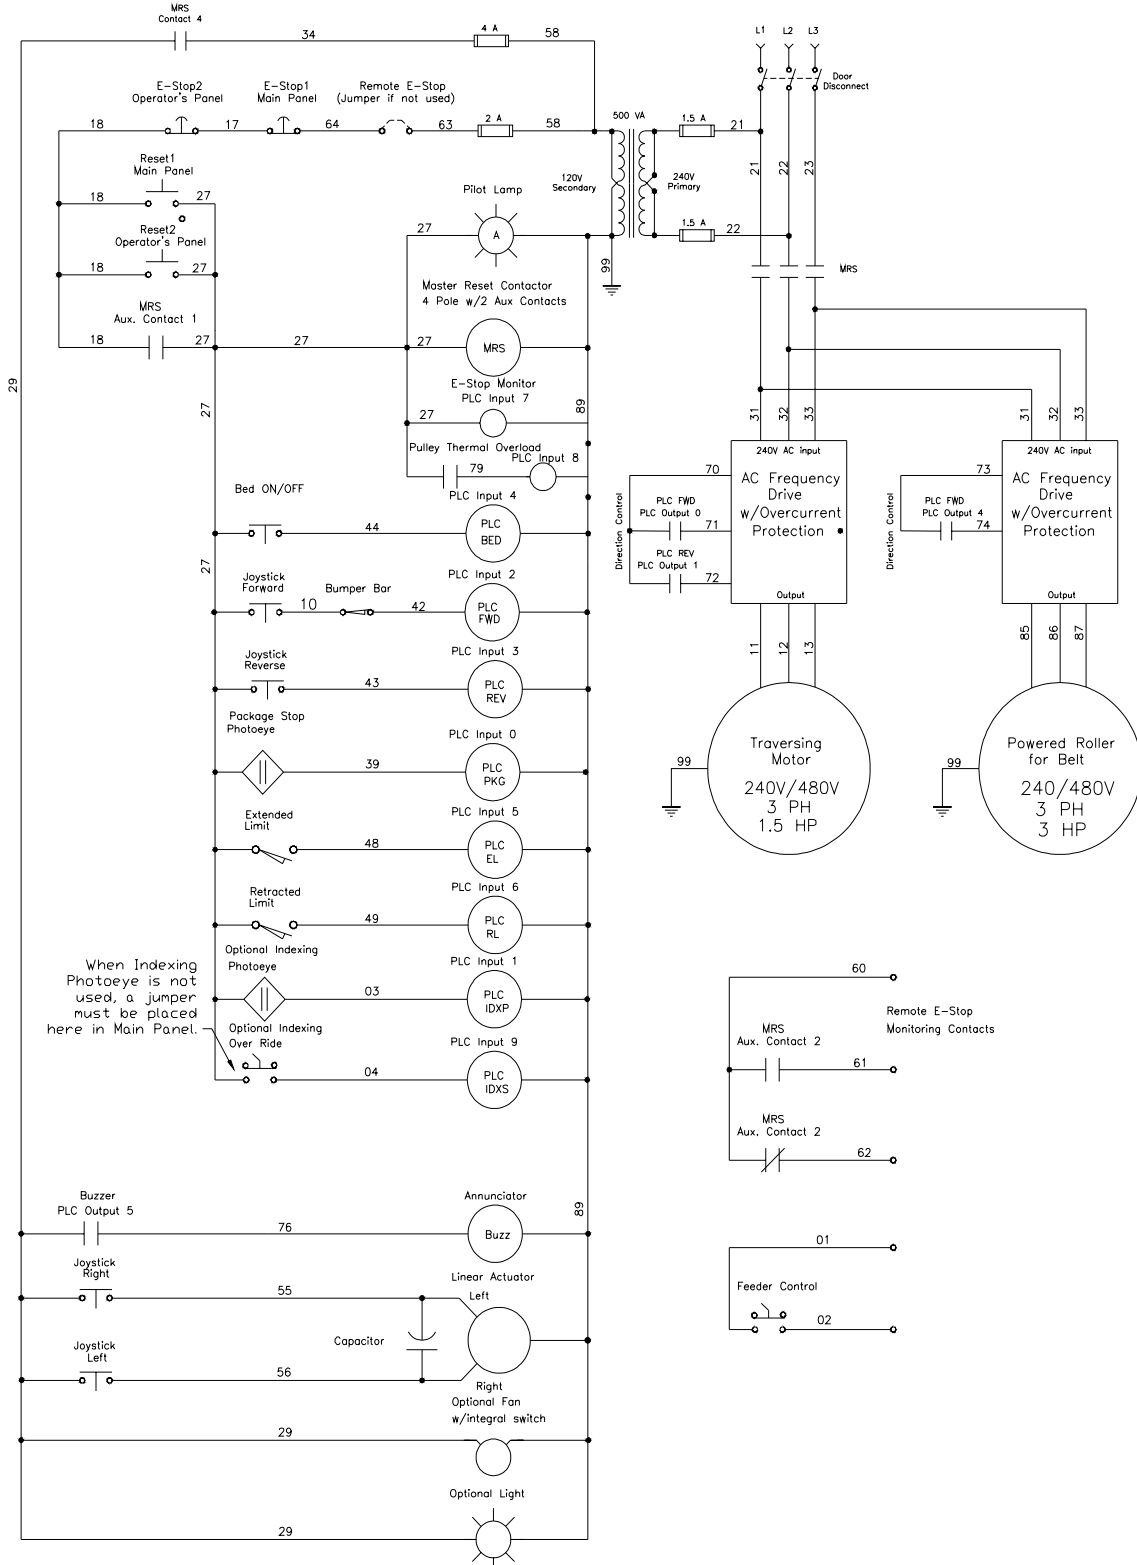 MRS
Contact 4
34
4 A
58
L1
L2
L3
Door
Disconnect
E-Stop2
Operator's Panel
E-Stop1
Main Panel
Remote E-Stop
(Jumper if not used)
18
17
64
63
2 A
58
500 VA
1.5 A
21
21
22
23
120V
Secondary
240V
Primary
1.5 A
22
Reset1
Main Panel
18
27
Reset2
Operator's Panel
18
27
Pilot Lamp
27
A
99
MRS
Master Reset Contactor
4 Pole w/2 Aux Contacts
MRS
Aux. Contact 1
18
27
27
27
MRS
29
E-Stop Monitor
PLC Input 7
27
89
27
Pulley Thermal Overload
PLC Input 8
79
31
32
33
31
32
33
240V AC input
AC Frequency
Drive
w/Overcurrent
Protection
Output
Direction Control
70
PLC FWD
PLC Output 0
71
PLC REV
PLC Output 1
72
240V AC input
AC Frequency
Drive
w/Overcurrent
Protection
Output
Direction Control
73
PLC FWD
PLC Output 4
74
Bed ON/OFF
PLC Input 4
44
PLC
BED
27
Joystick
Forward
10
Bumper Bar
42
PLC Input 2
PLC
FWD
Joystick
Reverse
43
PLC Input 3
PLC
REV
11
12
13
85
86
87
Package Stop
Photoeye
39
PLC Input 0
PLC
PKG
Traversing
Motor
240V/480V
3 PH
1.5 HP
99
Powered Roller
for Belt
240/480V
3 PH
3 HP
99
Extended
Limit
48
PLC Input 5
PLC
EL
Retracted
Limit
49
PLC Input 6
PLC
RL
Optional Indexing
Photoeye
03
PLC Input 1
PLC
IDXP
When Indexing
Photoeye is not
used, a jumper
must be placed
here in Main Panel.
Optional Indexing
Over Ride
04
PLC Input 9
PLC
IDXS
60
Remote E-Stop
Monitoring Contacts
MRS
Aux. Contact 2
61
MRS
Aux. Contact 2
62
89
Buzzer
PLC Output 5
76
Annunciator
Buzz
01
Feeder Control
02
Joystick
Right
55
Linear Actuator
Left
Capacitor
Joystick
Left
56
Right
Optional Fan
w/integral switch
29
Optional Light
29